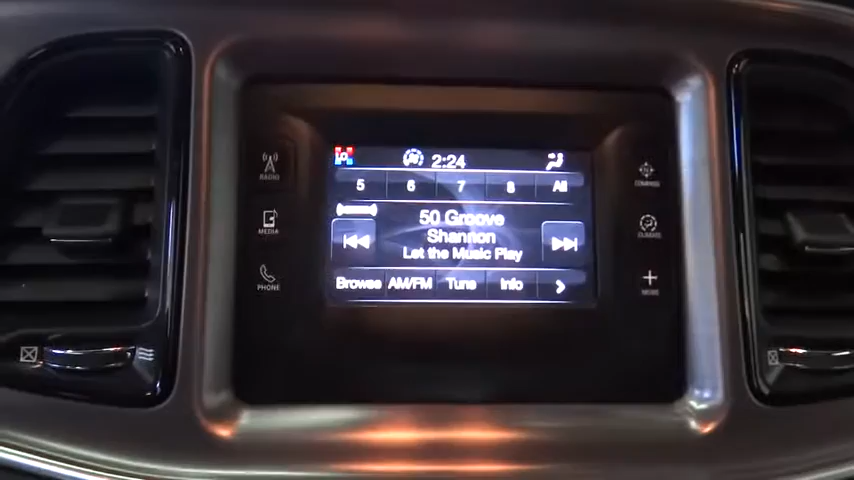 LO 2:24
5 6 7 8 All
50 Groove
Shannon
Let the Music Play
Browse AM/FM Tune Info
RADIO
MEDIA
PHONE
COMPASS
CLIMATE
MORE